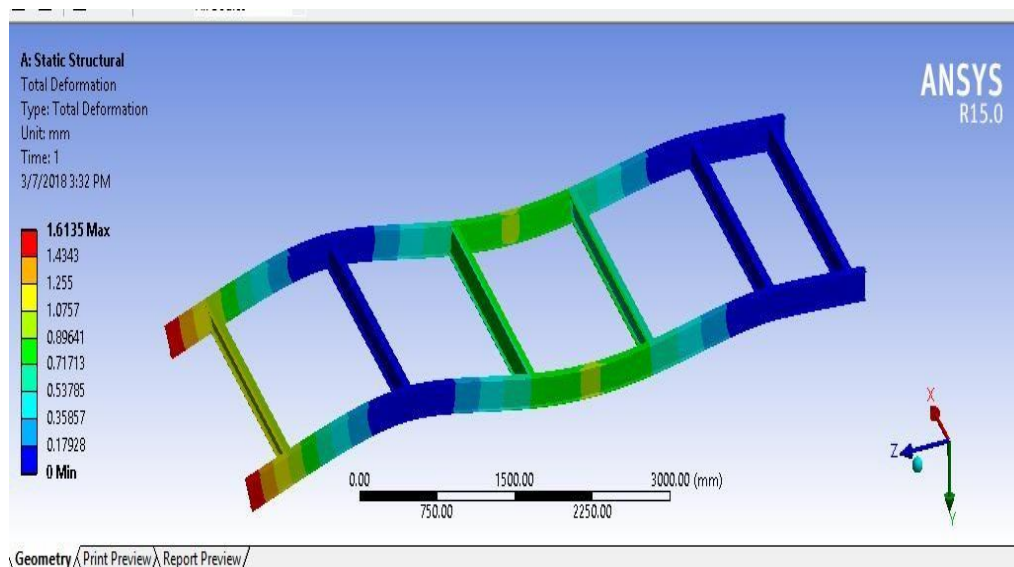 A: Static Structural
Total Deformation
Type: Total Deformation
Unit: mm
Time: 1
3/7/2018 3:32 PM
ANSYS
R15.0
1.6135 Max
1.4343
1.255
1.0757
0.89641
0.71713
0.53785
0.35857
0.17928
0 Min
0.00 1500.00 3000.00 (mm)
750.00 2250.00
X
Z
Y
Geometry Print Preview Report Preview